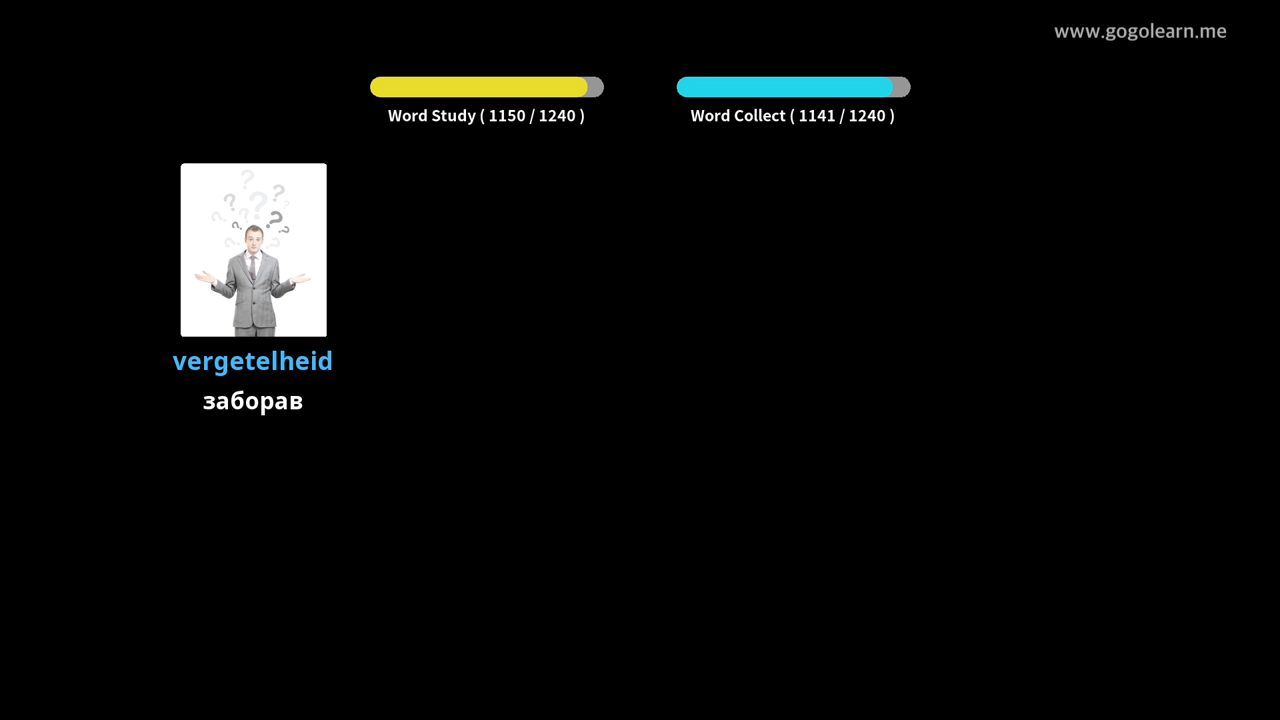 www.gogolearn.me
Word Study ( 1150 / 1240 )
Word Collect ( 1141 / 1240 )
vergetelheid
заборав